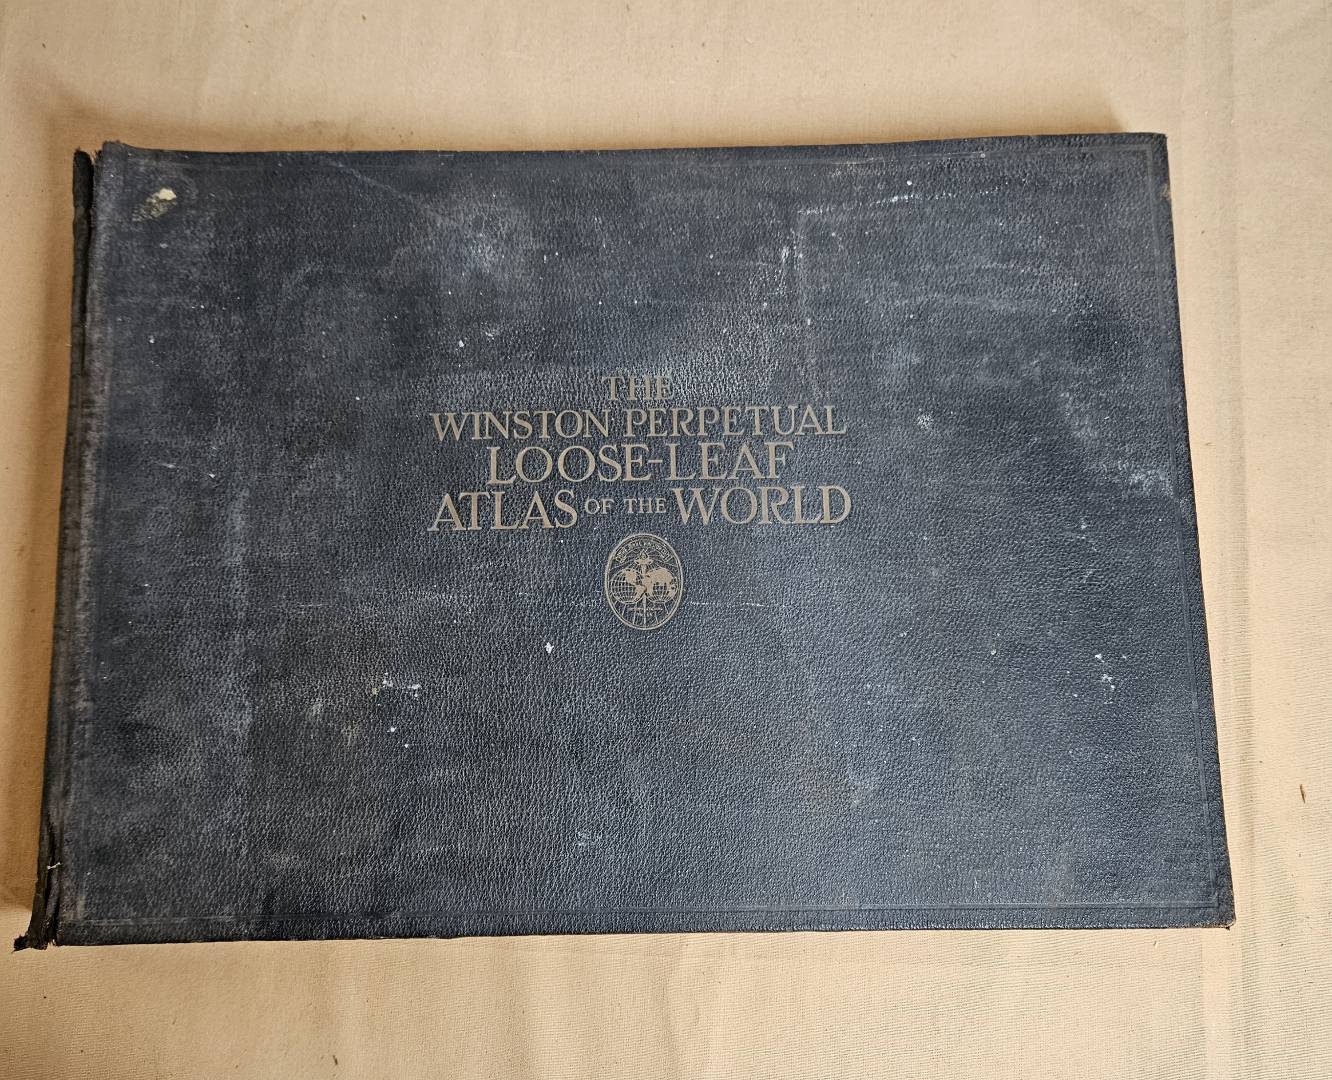 THE
WINSTON PERPETUAL
LOOSE-LEAF
ATLAS OF THE WORLD